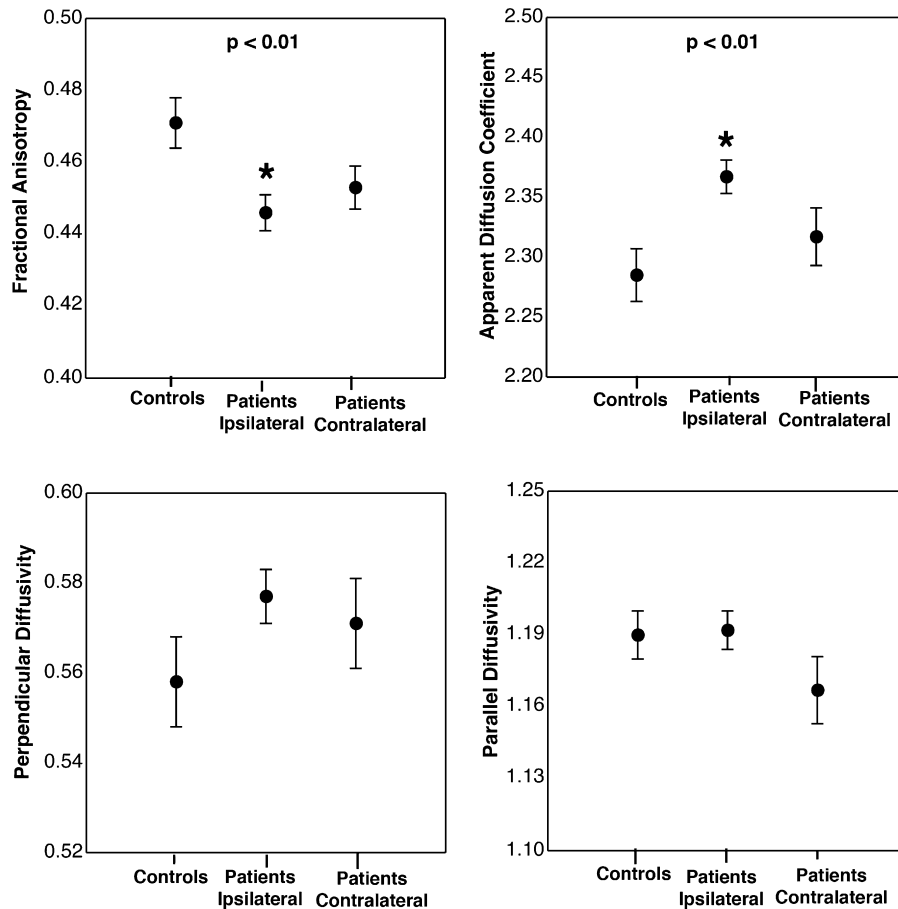 Fractional Anisotropy
0.50
0.48
0.46
0.44
0.42
0.40
p < 0.01
*
Controls
Patients
Ipsilateral
Patients
Contralateral
Apparent Diffusion Coefficient
2.50
2.45
2.40
2.35
2.30
2.25
2.20
p < 0.01
*
Controls
Patients
Ipsilateral
Patients
Contralateral
Perpendicular Diffusivity
0.60
0.58
0.56
0.54
0.52
Controls
Patients
Ipsilateral
Patients
Contralateral
Parallel Diffusivity
1.25
1.22
1.19
1.16
1.13
1.10
Controls
Patients
Ipsilateral
Patients
Contralateral